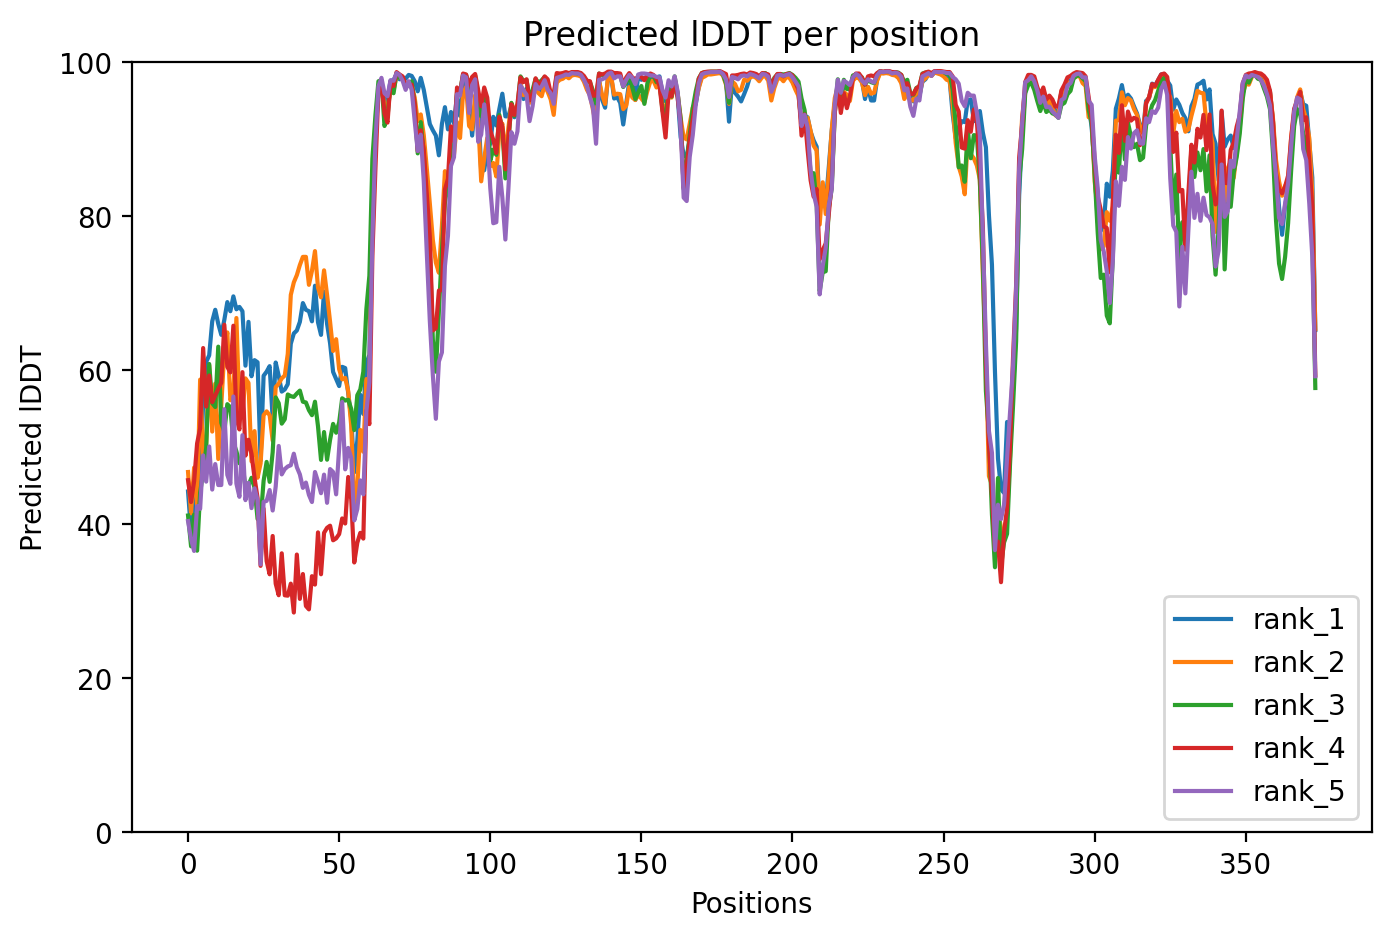 Predicted lDDT per position
Predicted lDDT
100
80
60
40
20
0
0 50 100 150 200 250 300 350
Positions
rank_1
rank_2
rank_3
rank_4
rank_5